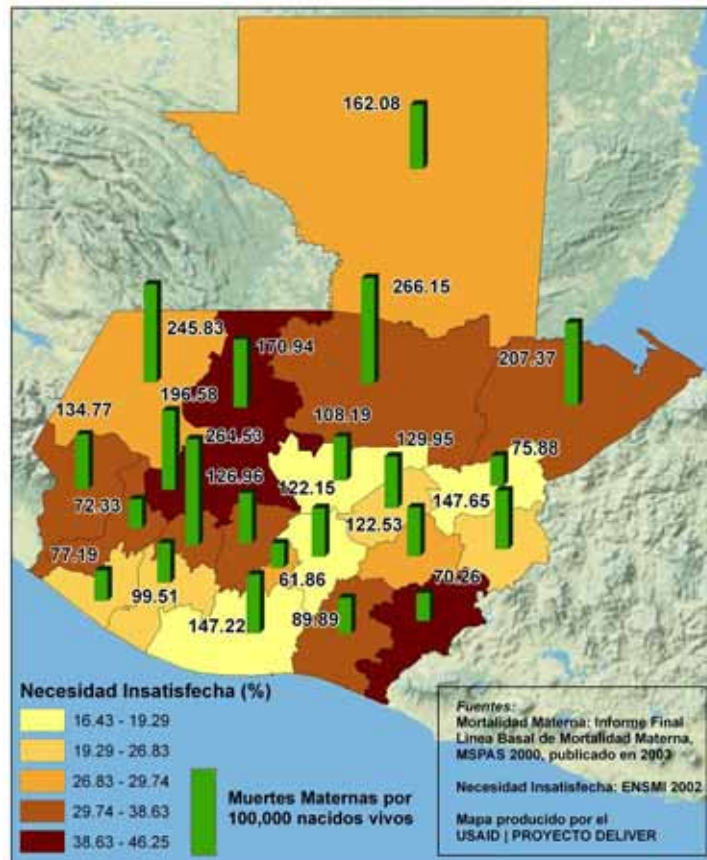 162.08
266.15
245.83
170.94
207.37
196.58
134.77
108.19
264.53
129.95
75.88
126.96
122.15
147.65
72.33
122.53
77.19
61.86
70.26
99.51
89.89
147.22
Necesidad Insatisfecha (%)
16.43 - 19.29
19.29 - 26.83
26.83 - 29.74
29.74 - 38.63
38.63 - 46.25
Muertes Maternas por
100,000 nacidos vivos
Fuentes:
Mortalidad Materna: Informe Final
Linea Basal de Mortalidad Materna,
MSPAS 2000, publicado en 2003
Necesidad Insatisfecha: ENSMI 2002
Mapa producido por el
USAID | PROYECTO DELIVER